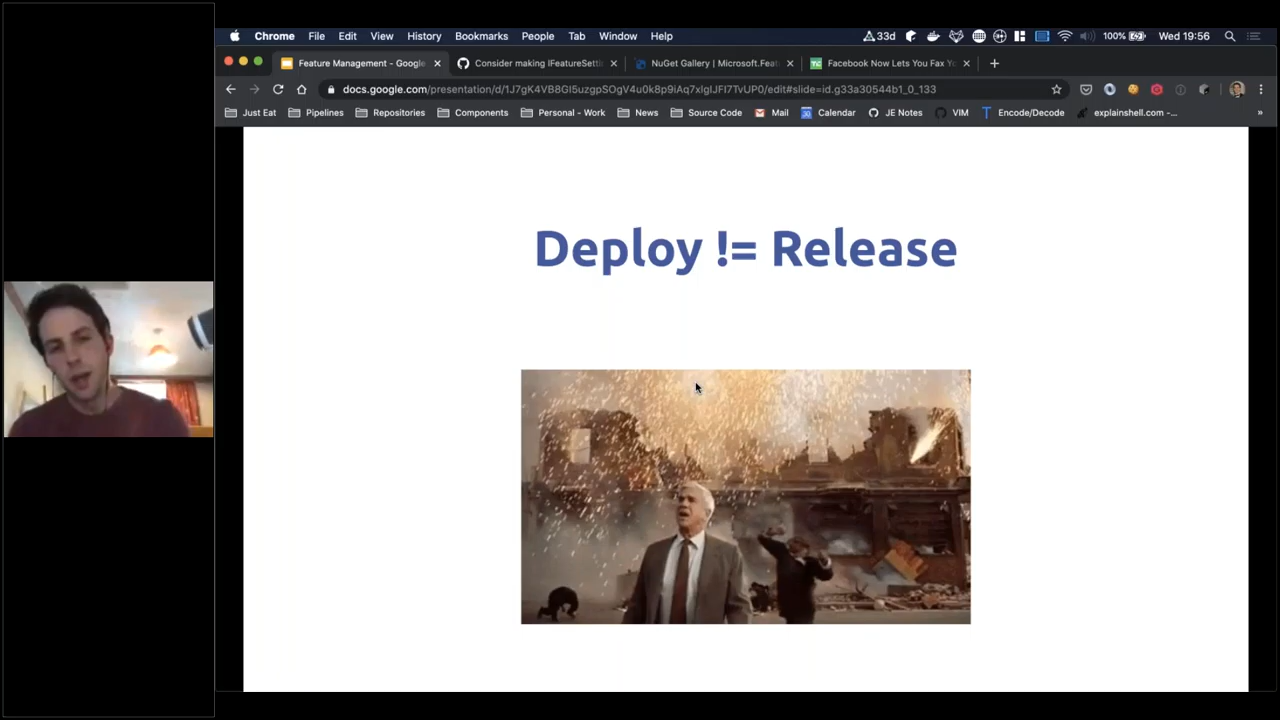 Chrome File Edit View History Bookmarks People Tab Window Help 33d 100% Wed 19:56
Feature Management - Google Consider making IFeatureSetti NuGet Gallery | Microsoft.Feat Facebook Now Lets You Fax Yo
docs.google.com/presentation/d/1J7gK4VB8Gl5uzgpSOgV4u0k8p9iAq7xIgIJFI7TvUP0/edit#slide=id.g33a30544b1_0_133
Just Eat Pipelines Repositories Components Personal - Work News Source Code Mail Calendar JE Notes VIM Encode/Decode explainshell.com -... »
Deploy != Release